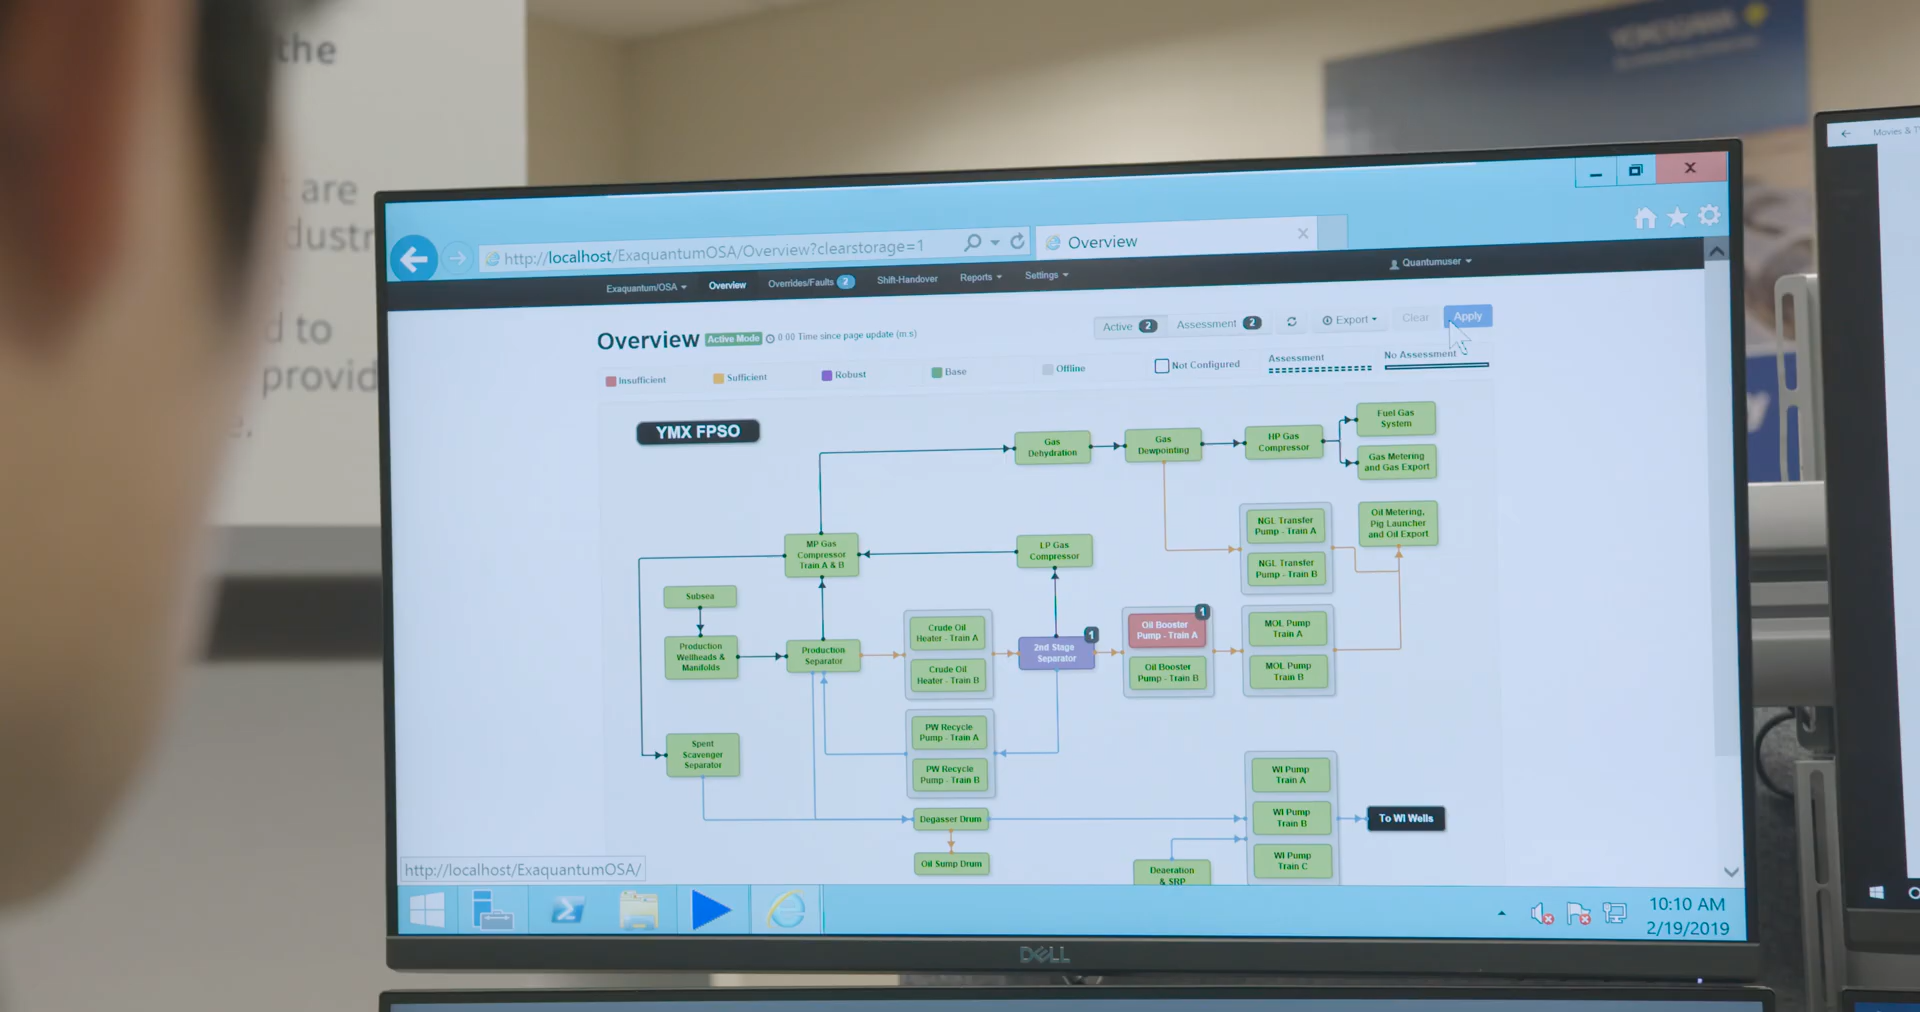 the
are
dustr
d to
provid
e.
YOKOGAWA
Movies & T
http://localhost/ExaquantumOSA/Overview?clearstorage=1
Overview
Exaquantum/OSA
Overview
Overrides/Faults 2
Shift-Handover
Reports
Settings
Quantumuser
Overview
Active Mode
0:00 Time since page update (m:s)
Active 2
Assessment 2
Export
Clear
Apply
Insufficient
Sufficient
Robust
Base
Offline
Not Configured
Assessment
No Assessment
YMX FPSO
Gas
Dehydration
Gas
Dewpointing
HP Gas
Compressor
Fuel Gas
System
Gas Metering
and Gas Export
NGL Transfer
Pump - Train A
NGL Transfer
Pump - Train B
Oil Metering,
Pig Launcher
and Oil Export
MP Gas
Compressor
Train A & B
LP Gas
Compressor
Subsea
Production
Wellheads &
Manifolds
Production
Separator
Crude Oil
Heater - Train A
Crude Oil
Heater - Train B
2nd Stage
Separator
1
Oil Booster
Pump - Train A
1
Oil Booster
Pump - Train B
MOL Pump
Train A
MOL Pump
Train B
Spent
Scavenger
Separator
PW Recycle
Pump - Train A
PW Recycle
Pump - Train B
Degasser Drum
Oil Sump Drum
WI Pump
Train A
WI Pump
Train B
WI Pump
Train C
To WI Wells
Deaeration
& SRP
http://localhost/ExaquantumOSA/
10:10 AM
2/19/2019
DELL